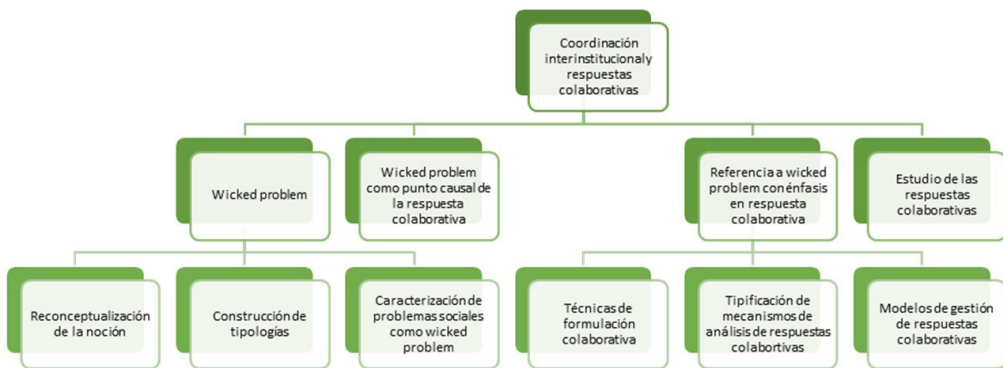 Coordinación
interinstitucionaly
respuestas
colaborativas
Wicked problem
Wicked problem
como punto causal de
la respuesta
colaborativa
Referencia a wicked
problem con énfasis
en respuesta
colaborativa
Estudio de las
respuestas
colaborativas
Reconceptualización
de la noción
Construcción de
tipologías
Caracterización de
problemas sociales
como wicked
problem
Técnicas de
formulación
colaborativa
Tipificación de
mecanismos de
análisis de respuestas
colabortivas
Modelos de gestión
de respuestas
colaborativas